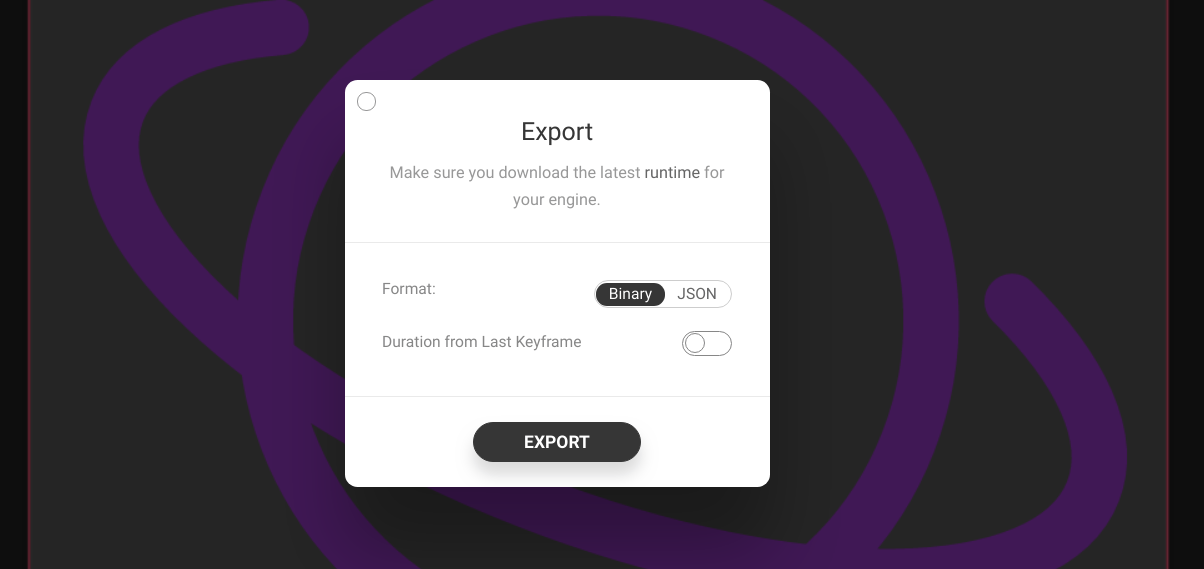 Export
Make sure you download the latest runtime for
your engine.
Format:
Binary JSON
Duration from Last Keyframe
EXPORT